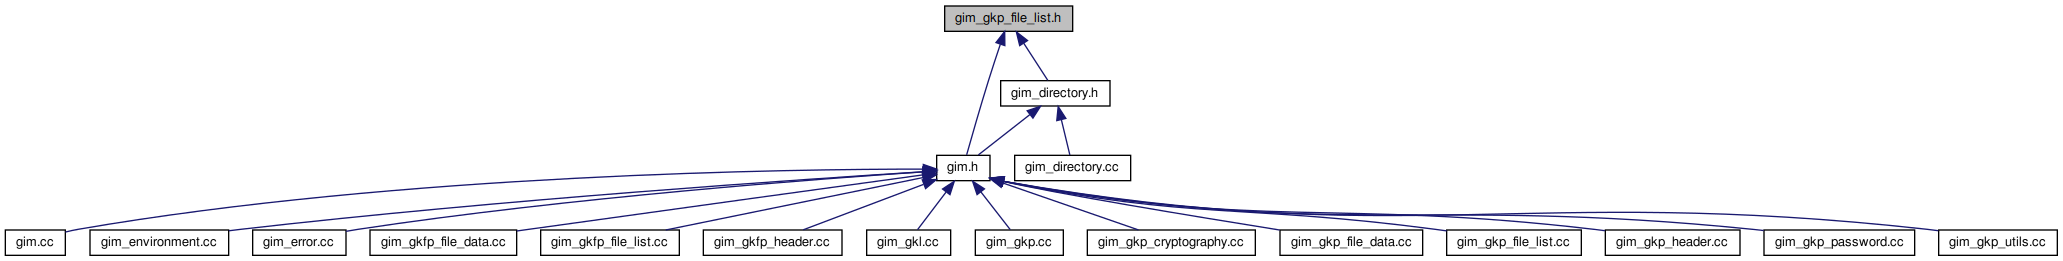 gim_gkp_file_list.h
gim_directory.h
gim.h
gim_directory.cc
gim.cc
gim_environment.cc
gim_error.cc
gim_gkfp_file_data.cc
gim_gkfp_file_list.cc
gim_gkfp_header.cc
gim_gkl.cc
gim_gkp.cc
gim_gkp_cryptography.cc
gim_gkp_file_data.cc
gim_gkp_file_list.cc
gim_gkp_header.cc
gim_gkp_password.cc
gim_gkp_utils.cc